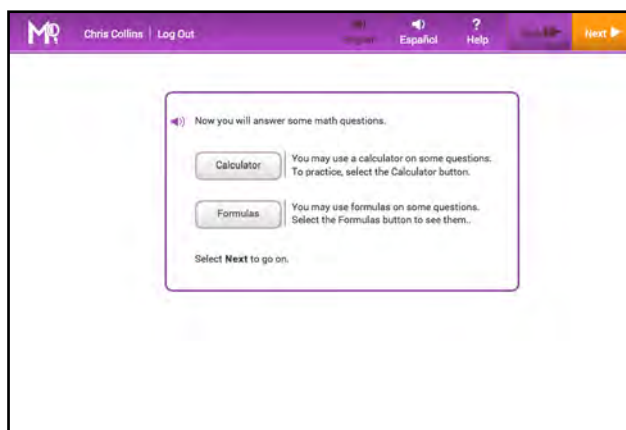 MR
Chris Collins | Log Out
Español
? Help
Next
Now you will answer some math questions.
Calculator
You may use a calculator on some questions.
To practice, select the Calculator button.
Formulas
You may use formulas on some questions.
Select the Formulas button to see them..
Select Next to go on.